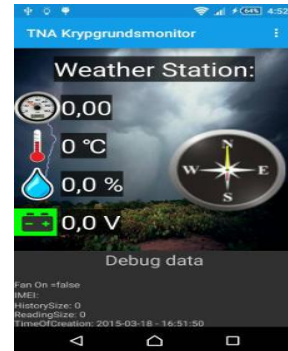 64% 4:52
TNA Krypgrundsmonitor
Weather Station:
0,00
0 °C
0,0 %
0,0 V
N
W E
S
Debug data
Fan On =false
IMEI:
HistorySize: 0
ReadingSize: 0
TimeOfCreation: 2015-03-18 - 16:51:50